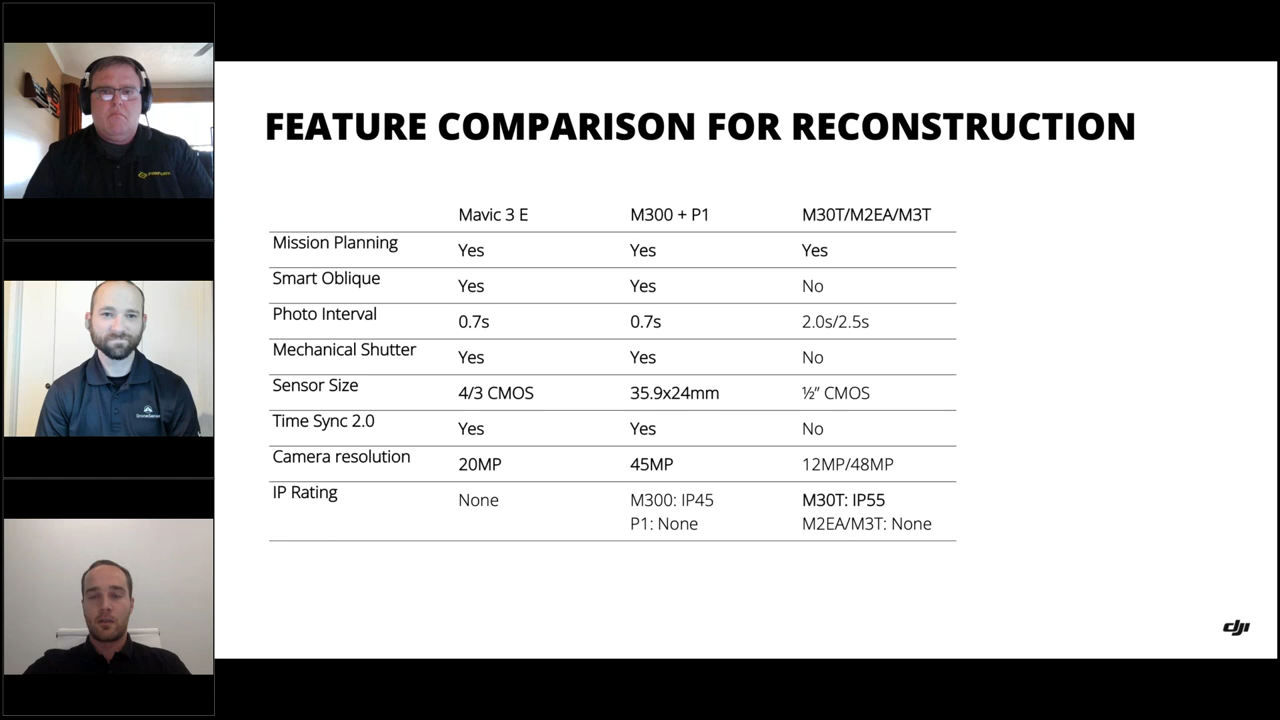 FEATURE COMPARISON FOR RECONSTRUCTION
Mavic 3 E M300 + P1 M30T/M2EA/M3T
Mission Planning Yes Yes Yes
Smart Oblique Yes Yes No
Photo Interval 0.7s 0.7s 2.0s/2.5s
Mechanical Shutter Yes Yes No
Sensor Size 4/3 CMOS 35.9x24mm ½” CMOS
Time Sync 2.0 Yes Yes No
Camera resolution 20MP 45MP 12MP/48MP
IP Rating None M300: IP45 M30T: IP55
P1: None M2EA/M3T: None
dji